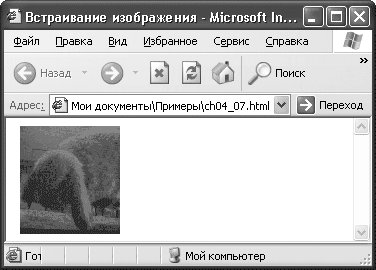 Встраивание изображения - Microsoft In...
Файл Правка Вид Избранное Сервис Справка
Назад Поиск »
Адрес: Мои документы\Примеры\ch04_07.html Переход
Гот Мой компьютер